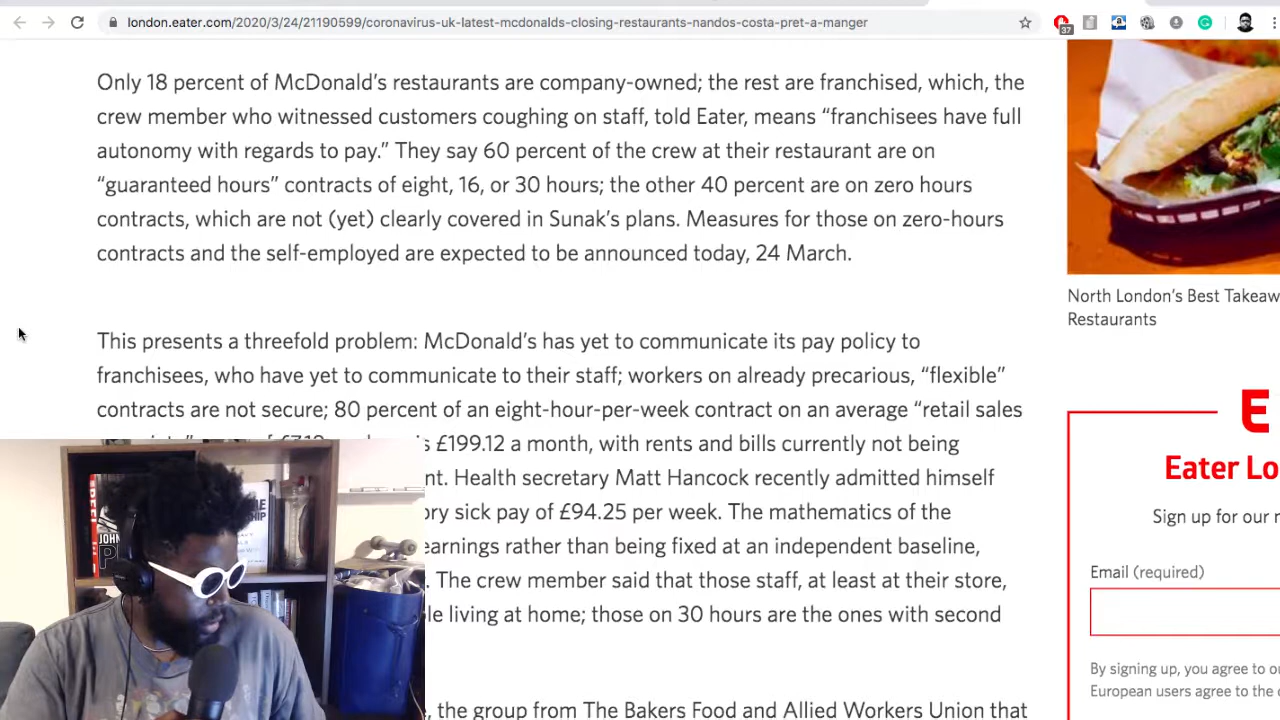 london.eater.com/2020/3/24/21190599/coronavirus-uk-latest-mcdonalds-closing-restaurants-nandos-costa-pret-a-manger
37
Only 18 percent of McDonald’s restaurants are company-owned; the rest are franchised, which, the
crew member who witnessed customers coughing on staff, told Eater, means “franchisees have full
autonomy with regards to pay.” They say 60 percent of the crew at their restaurant are on
“guaranteed hours” contracts of eight, 16, or 30 hours; the other 40 percent are on zero hours
contracts, which are not (yet) clearly covered in Sunak’s plans. Measures for those on zero-hours
contracts and the self-employed are expected to be announced today, 24 March.
This presents a threefold problem: McDonald’s has yet to communicate its pay policy to
franchisees, who have yet to communicate to their staff; workers on already precarious, “flexible”
contracts are not secure; 80 percent of an eight-hour-per-week contract on an average “retail sales
£199.12 a month, with rents and bills currently not being
Health secretary Matt Hancock recently admitted himself
sick pay of £94.25 per week. The mathematics of the
earnings rather than being fixed at an independent baseline,
The crew member said that those staff, at least at their store,
living at home; those on 30 hours are the ones with second
the group from The Bakers Food and Allied Workers Union that
North London’s Best Takeaw
Restaurants
E
Eater Lo
Sign up for our
Email (required)
By signing up, you agree to
European users agree to the
JOHN